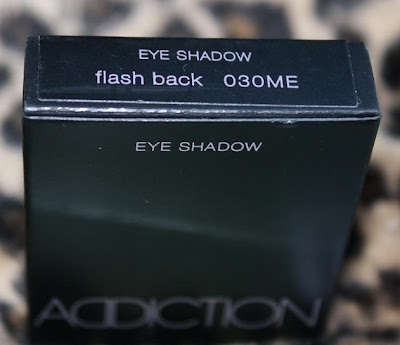 EYE SHADOW
flash back 030ME
EYE SHADOW
ADDICTION